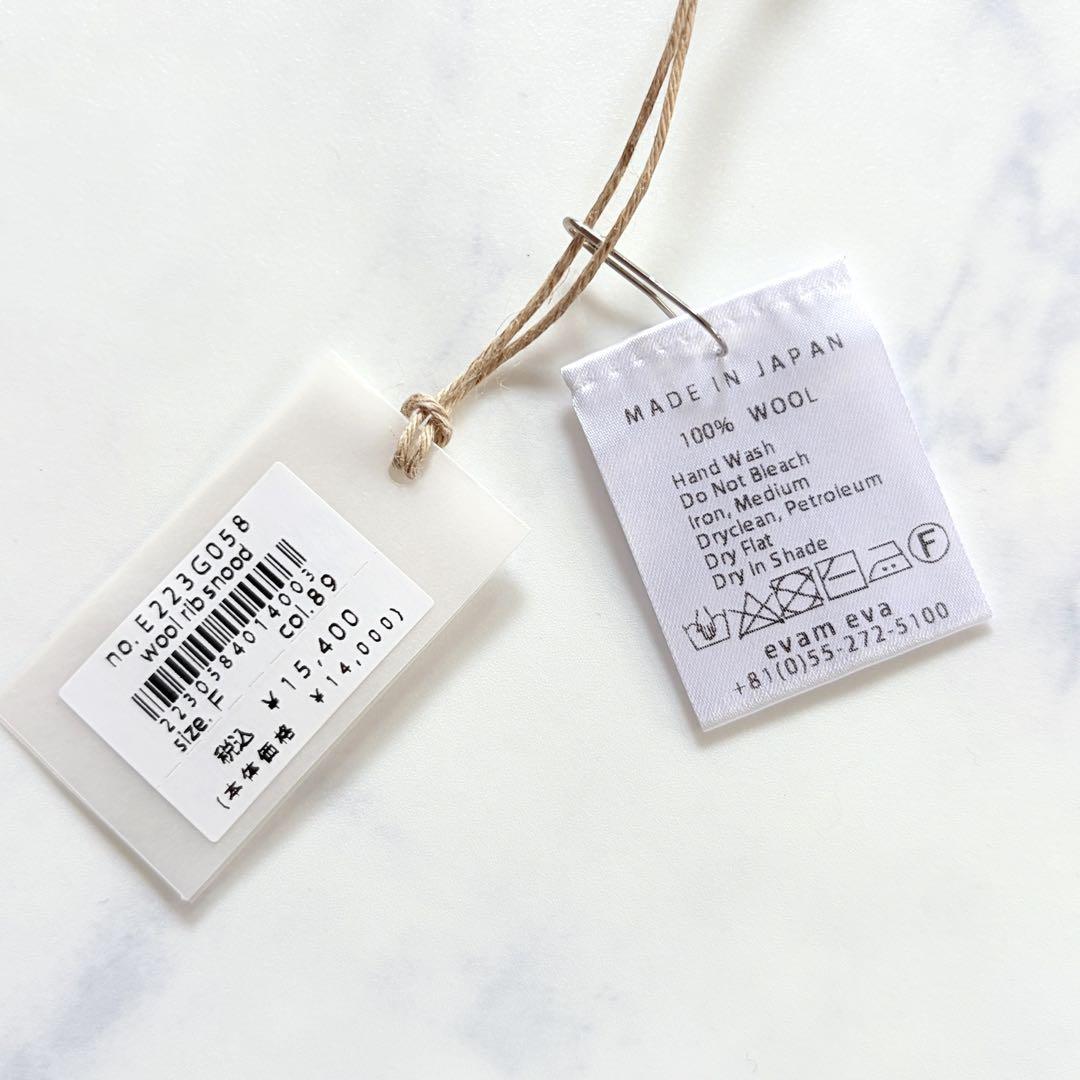 no. E223G058
wool rib snood
2230584014003
size. F col.89
税込 ¥15,400
(本体価格 ¥14,000)
MADE IN JAPAN
100% WOOL
Hand Wash
Do Not Bleach
Iron, Medium
Dryclean, Petroleum
Dry Flat
Dry in Shade
F
evam eva
+81(0)55-272-5100